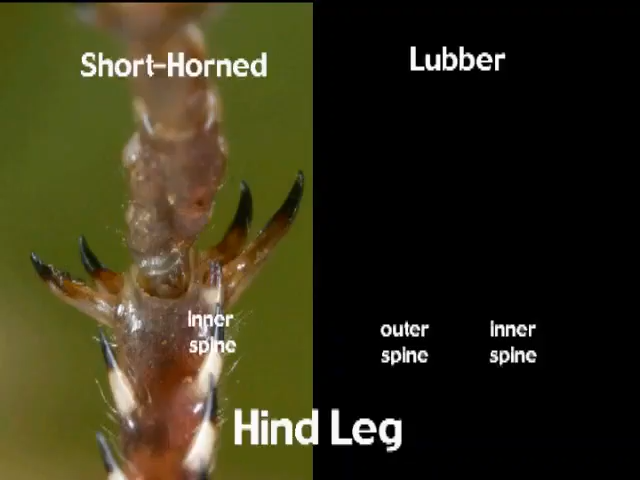 Short-Horned
Lubber
inner
spine
outer
spine
inner
spine
Hind Leg